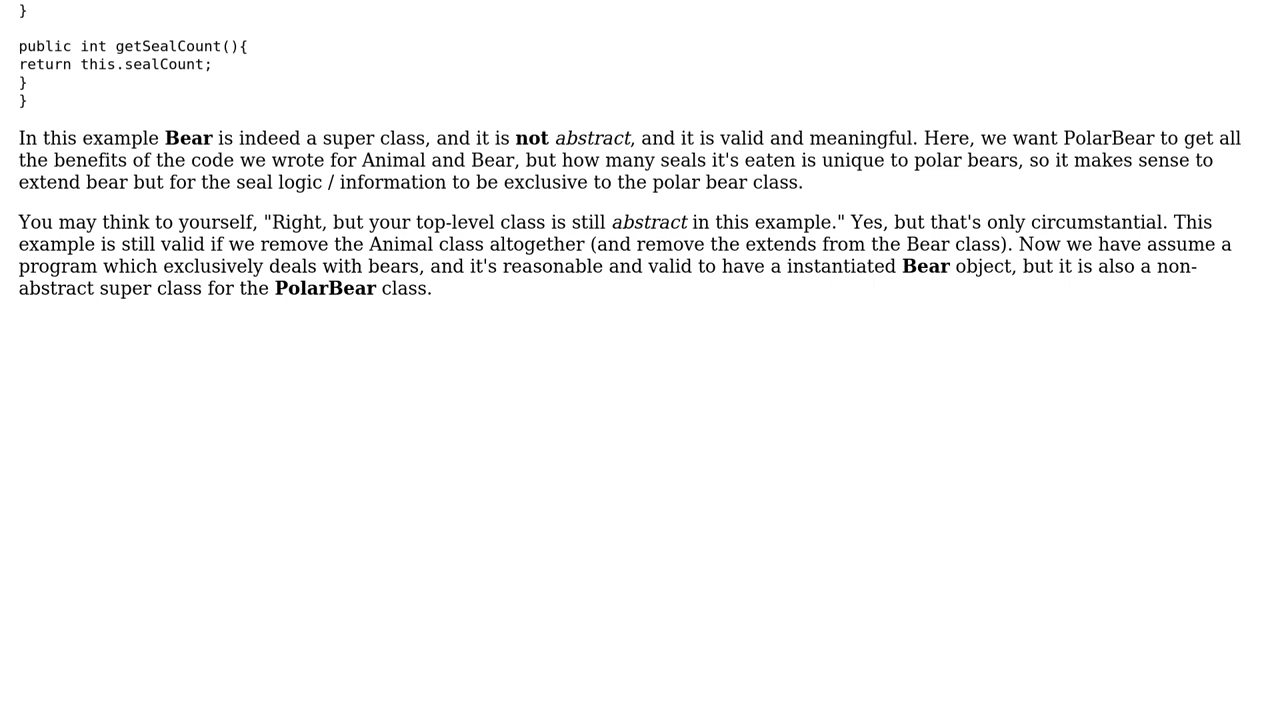 }
public int getSealCount(){
return this.sealCount;
}
}
In this example Bear is indeed a super class, and it is not abstract, and it is valid and meaningful. Here, we want PolarBear to get all
the benefits of the code we wrote for Animal and Bear, but how many seals it's eaten is unique to polar bears, so it makes sense to
extend bear but for the seal logic / information to be exclusive to the polar bear class.
You may think to yourself, "Right, but your top-level class is still abstract in this example." Yes, but that's only circumstantial. This
example is still valid if we remove the Animal class altogether (and remove the extends from the Bear class). Now we have assume a
program which exclusively deals with bears, and it's reasonable and valid to have a instantiated Bear object, but it is also a non-
abstract super class for the PolarBear class.